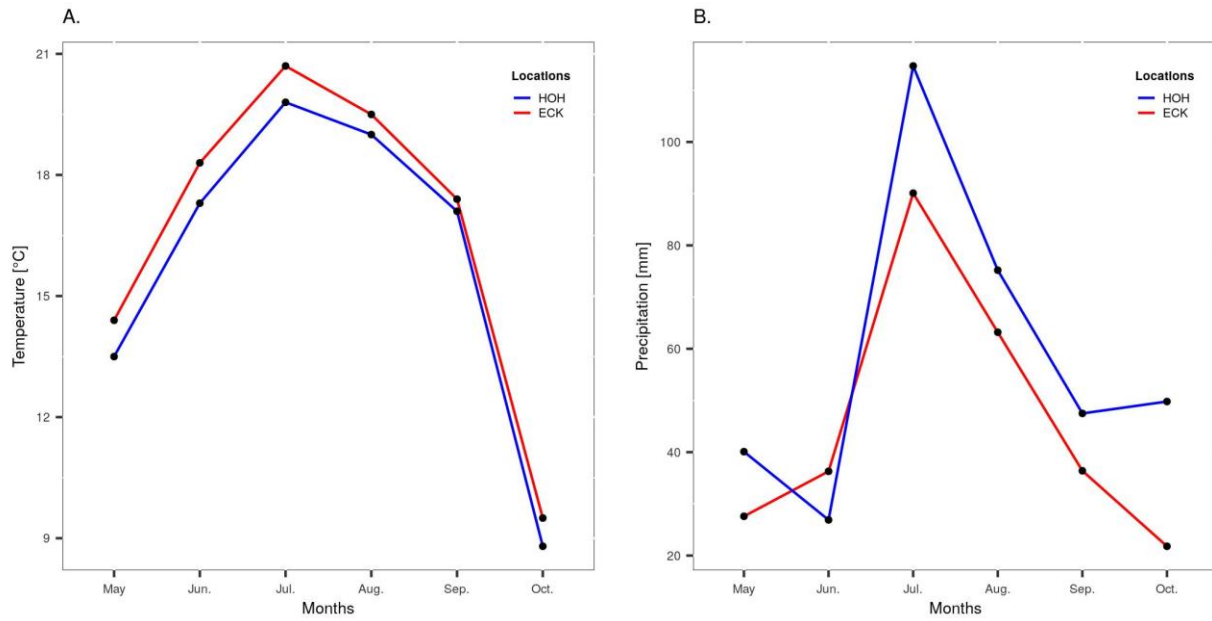 A.
Temperature [°C]
21
18
15
12
9
May Jun. Jul. Aug. Sep. Oct.
Months
Locations
HOH
ECK
B.
Precipitation [mm]
100
80
60
40
20
May Jun. Jul. Aug. Sep. Oct.
Months
Locations
HOH
ECK